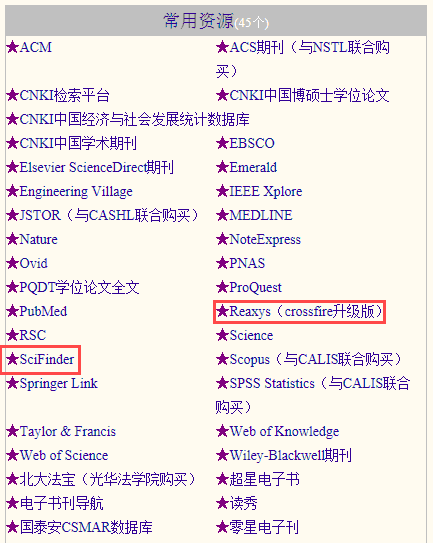 常用资源(45个)
★ACM ★ACS期刊（与NSTL联合购
买）
★CNKI检索平台 ★CNKI中国博硕士学位论文
★CNKI中国经济与社会发展统计数据库
★CNKI中国学术期刊 ★EBSCO
★Elsevier ScienceDirect期刊 ★Emerald
★Engineering Village ★IEEE Xplore
★JSTOR（与CASHL联合购买） ★MEDLINE
★Nature ★NoteExpress
★Ovid ★PNAS
★PQDT学位论文全文 ★ProQuest
★PubMed ★Reaxys（crossfire升级版）
★RSC ★Science
★SciFinder ★Scopus（与CALIS联合购买）
★Springer Link ★SPSS Statistics（与CALIS联合
购买）
★Taylor & Francis ★Web of Knowledge
★Web of Science ★Wiley-Blackwell期刊
★北大法宝（光华法学院购买） ★超星电子书
★电子书刊导航 ★读秀
★国泰安CSMAR数据库 ★零星电子刊